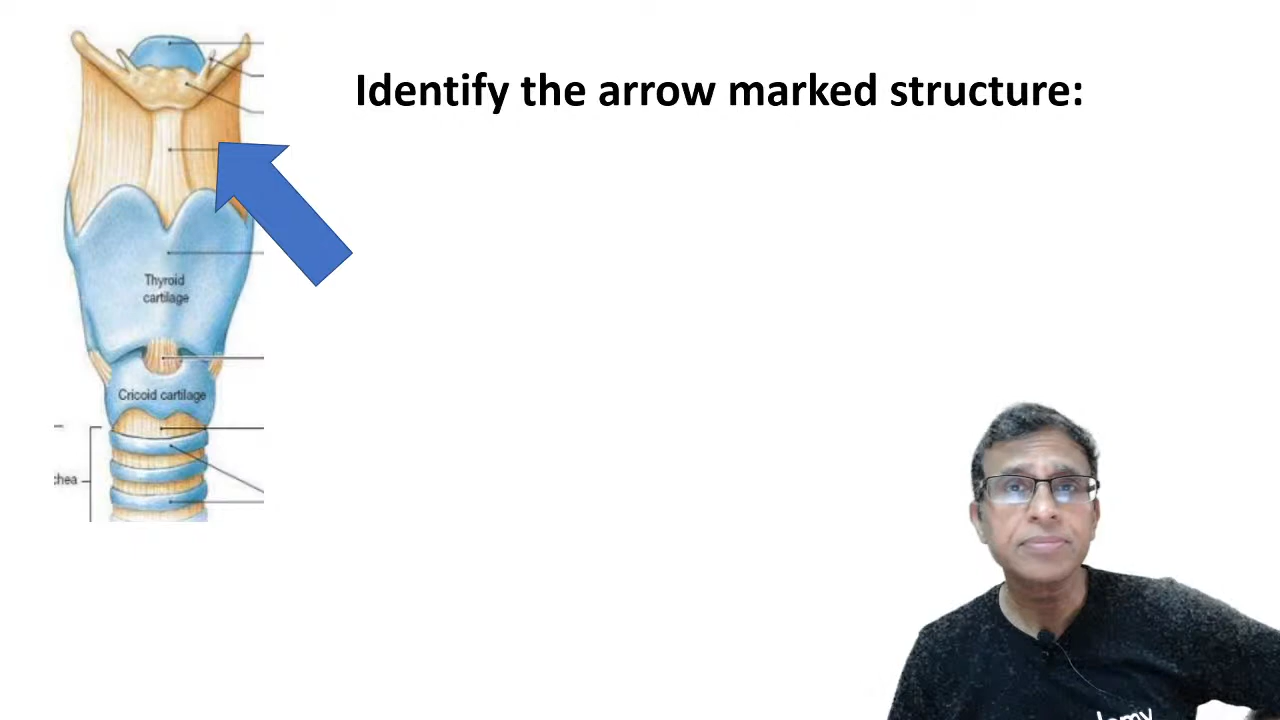 Identify the arrow marked structure:
Thyroid
cartilage
Cricoid cartilage
chea